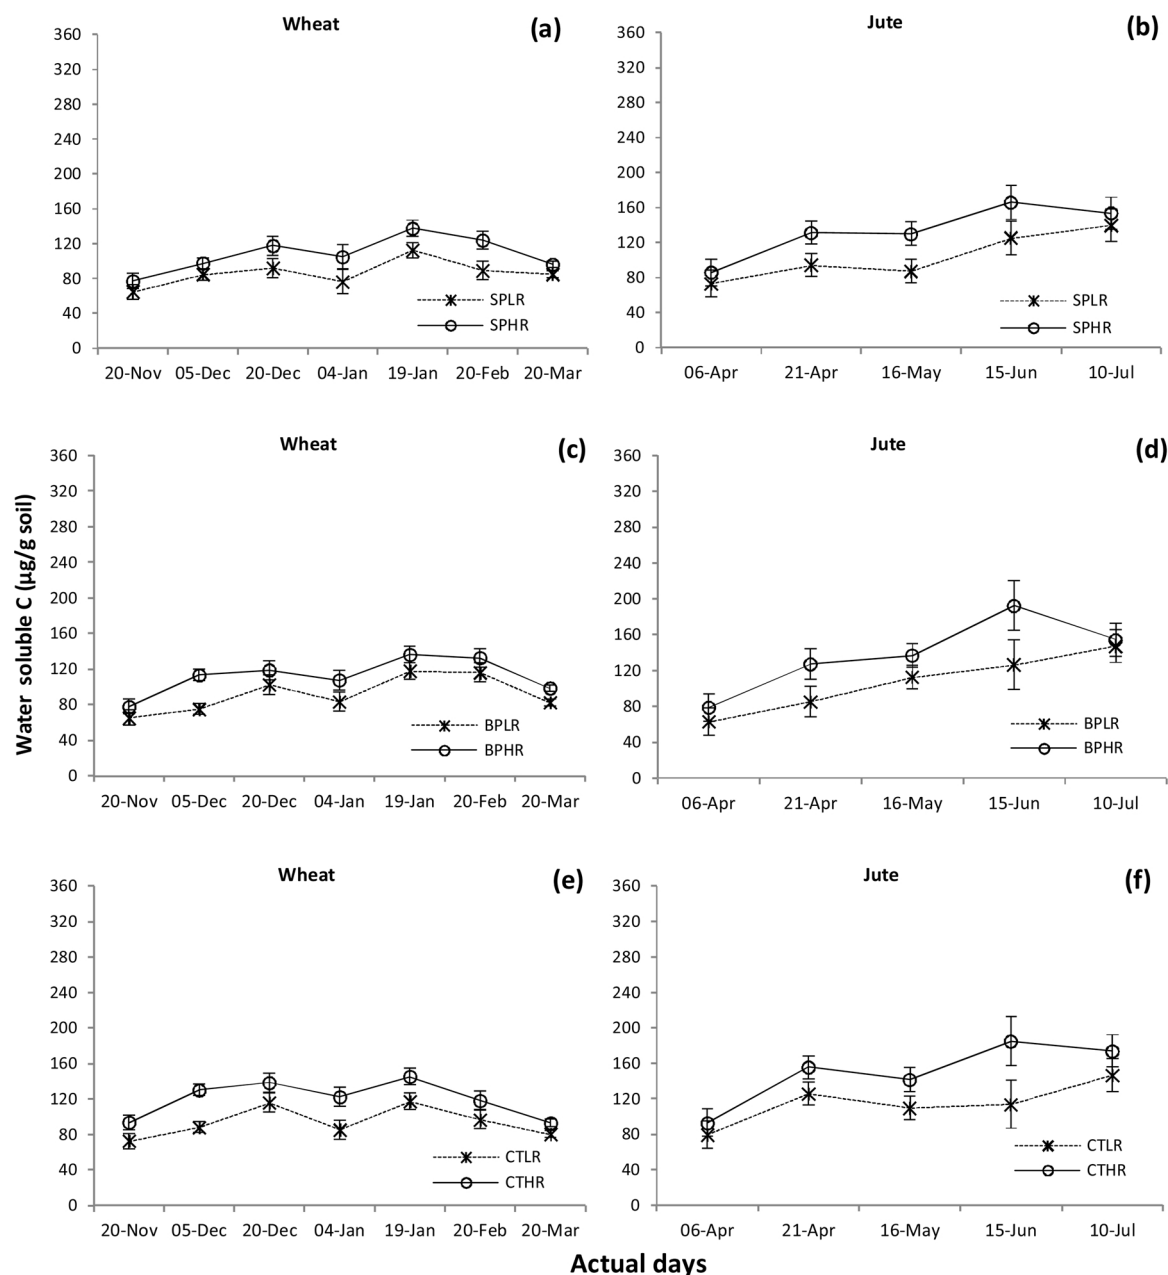 Wheat (a) Jute (b)
360 360
320 320
280 280
240 240
200 200
160 160
120 120
80 80
SPLR SPLR
40 40
SPHR SPHR
0 0
20-Nov 05-Dec 20-Dec 04-Jan 19-Jan 20-Feb 20-Mar 06-Apr 21-Apr 16-May 15-Jun 10-Jul
Water soluble C (µg/g soil)
Wheat (c) Jute (d)
360 360
320 320
280 280
240 240
200 200
160 160
120 120
80 80
BPLR BPLR
40 40
BPHR BPHR
0 0
20-Nov 05-Dec 20-Dec 04-Jan 19-Jan 20-Feb 20-Mar 06-Apr 21-Apr 16-May 15-Jun 10-Jul
Wheat (e) Jute (f)
360 360
320 320
280 280
240 240
200 200
160 160
120 120
80 80
CTLR CTLR
40 40
CTHR CTHR
0 0
20-Nov 05-Dec 20-Dec 04-Jan 19-Jan 20-Feb 20-Mar 06-Apr 21-Apr 16-May 15-Jun 10-Jul
Actual days